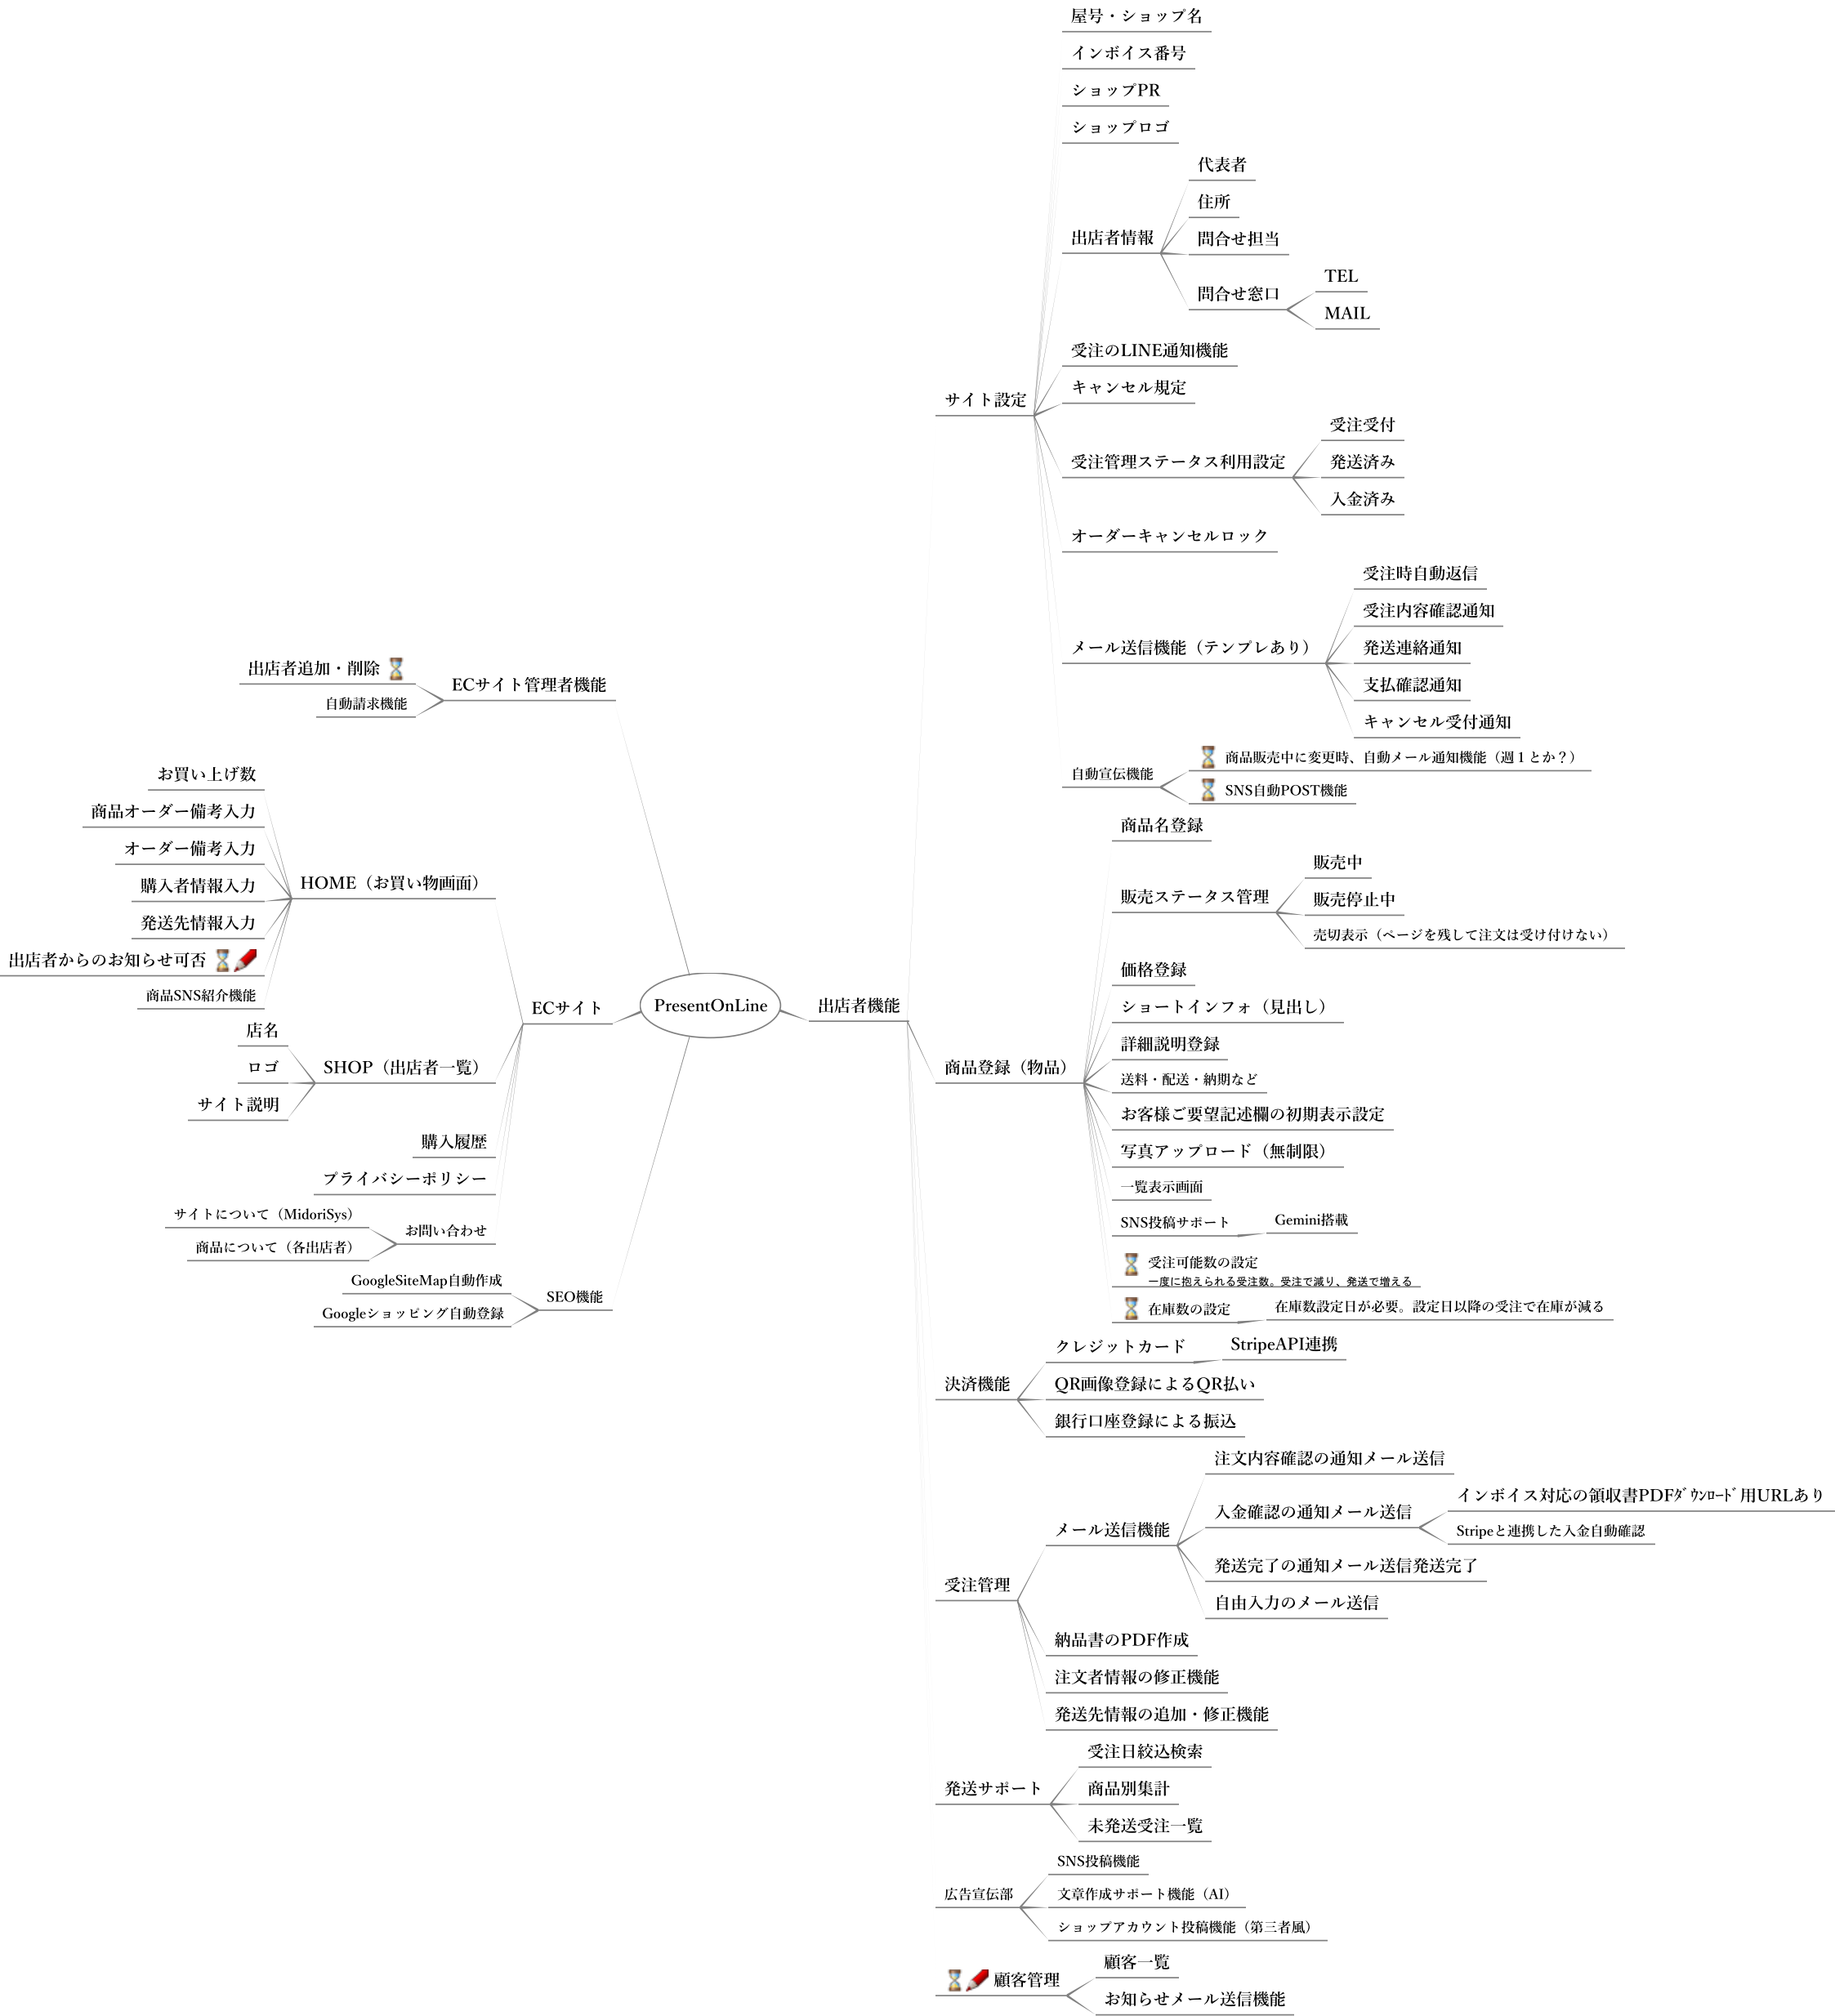 PresentOnLine
ECサイト管理者機能
出店者追加・削除
自動請求機能
ECサイト
HOME（お買い物画面）
お買い上げ数
商品オーダー備考入力
オーダー備考入力
購入者情報入力
発送先情報入力
出店者からのお知らせ可否
商品SNS紹介機能
SHOP（出店者一覧）
店名
ロゴ
サイト説明
購入履歴
プライバシーポリシー
お問い合わせ
サイトについて（MidoriSys）
商品について（各出店者）
SEO機能
GoogleSiteMap自動作成
Googleショッピング自動登録
出店者機能
サイト設定
屋号・ショップ名
インボイス番号
ショップPR
ショップロゴ
出店者情報
代表者
住所
問合せ担当
問合せ窓口
TEL
MAIL
受注のLINE通知機能
キャンセル規定
受注管理ステータス利用設定
受注受付
発送済み
入金済み
オーダーキャンセルロック
メール送信機能（テンプレあり）
受注時自動返信
受注内容確認通知
発送連絡通知
支払確認通知
キャンセル受付通知
自動宣伝機能
商品販売中に変更時、自動メール通知機能（週１とか？）
SNS自動POST機能
商品登録（物品）
商品名登録
販売ステータス管理
販売中
販売停止中
売切表示（ページを残して注文は受け付けない）
価格登録
ショートインフォ（見出し）
詳細説明登録
送料・配送・納期など
お客様ご要望記述欄の初期表示設定
写真アップロード（無制限）
一覧表示画面
SNS投稿サポート
Gemini搭載
受注可能数の設定
一度に抱えられる受注数。受注で減り、発送で増える
在庫数の設定
在庫数設定日が必要。設定日以降の受注で在庫が減る
決済機能
クレジットカード
StripeAPI連携
QR画像登録によるQR払い
銀行口座登録による振込
受注管理
メール送信機能
注文内容確認の通知メール送信
入金確認の通知メール送信
インボイス対応の領収書PDFﾀﾞｳﾝﾛｰﾄﾞ用URLあり
Stripeと連携した入金自動確認
発送完了の通知メール送信発送完了
自由入力のメール送信
納品書のPDF作成
注文者情報の修正機能
発送先情報の追加・修正機能
発送サポート
受注日絞込検索
商品別集計
未発送受注一覧
広告宣伝部
SNS投稿機能
文章作成サポート機能（AI）
ショップアカウント投稿機能（第三者風）
顧客管理
顧客一覧
お知らせメール送信機能